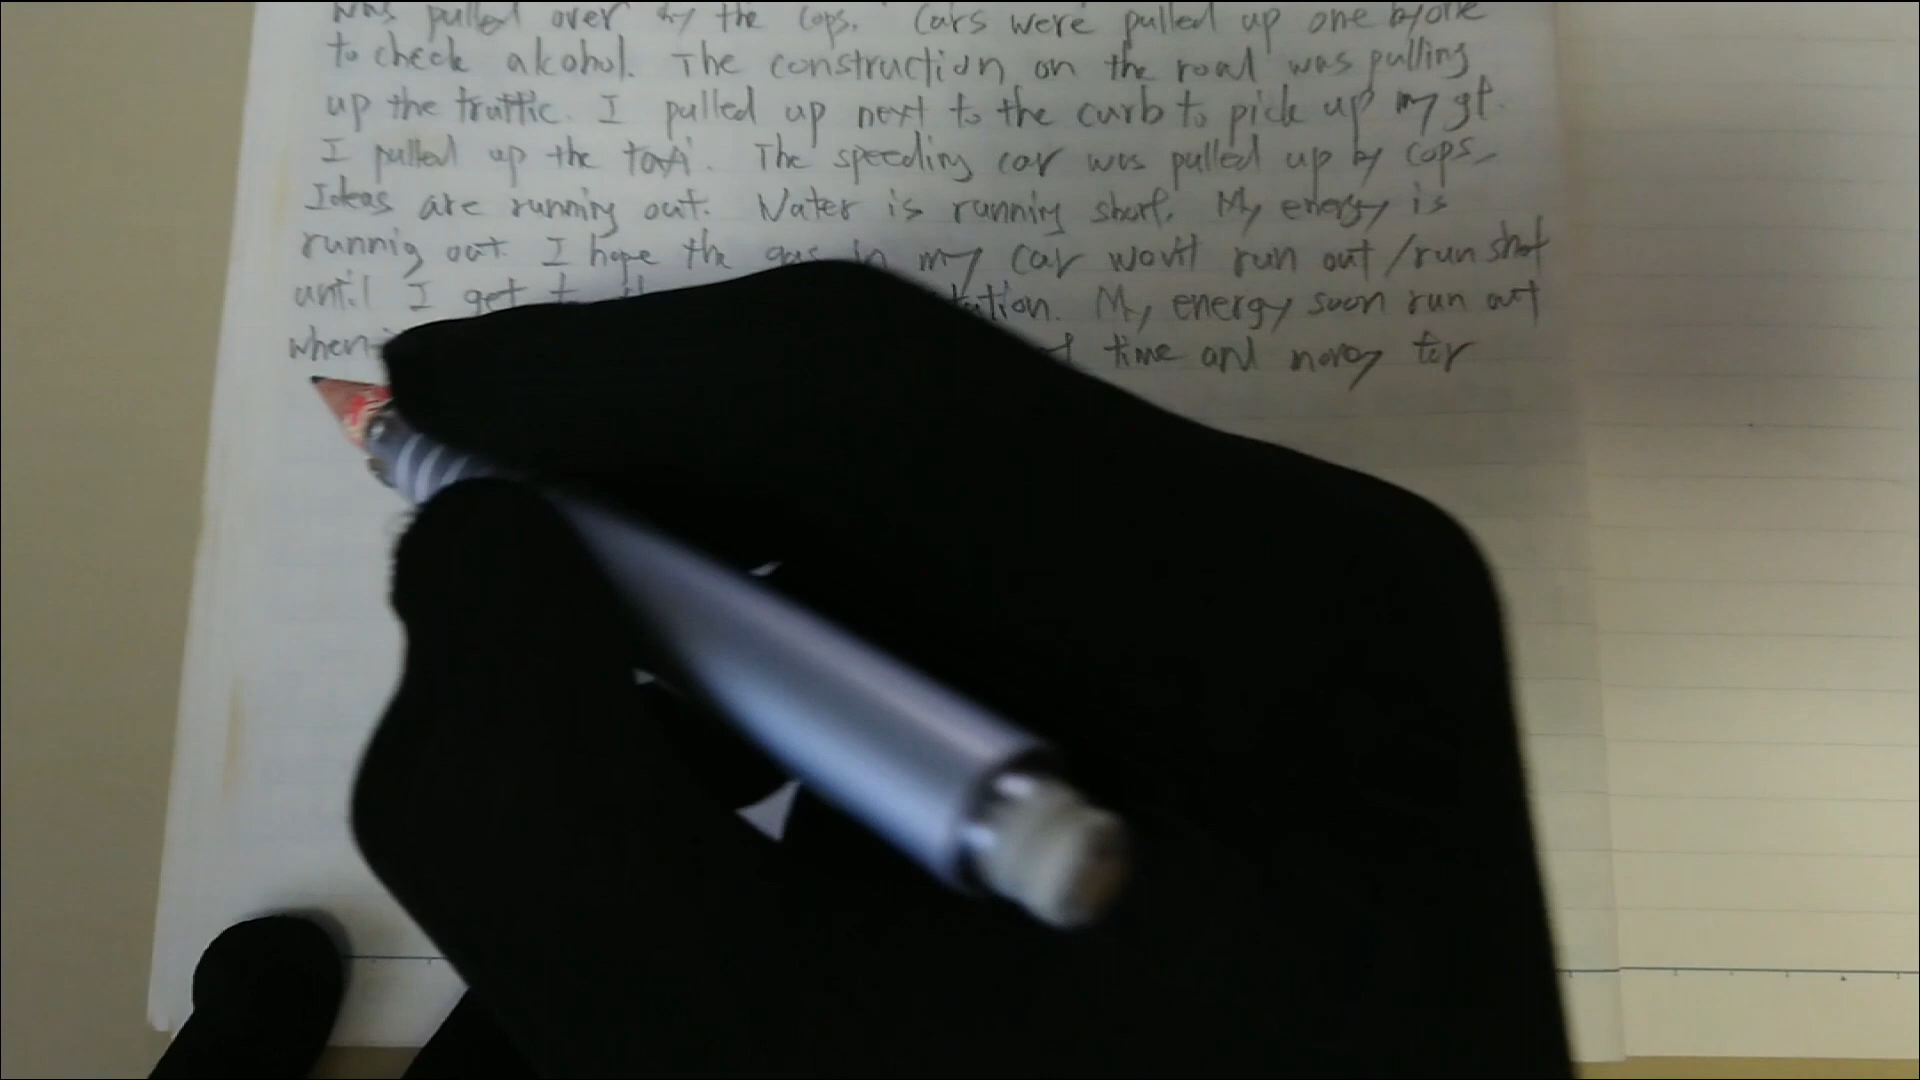 was pulled over by the cops. Cars were pulled up one by one
to check akohol. The construction on the road was pulling
up the traffic. I pulled up next to the curb to pick up my gf.
I pulled up the taxi. The speeding car was pulled up by cops.
Ideas are running out. Water is running short. My energy is
runnig out. I hope the gas in my car won't run out / run short
until I get to My energy soon run out
when time and money for